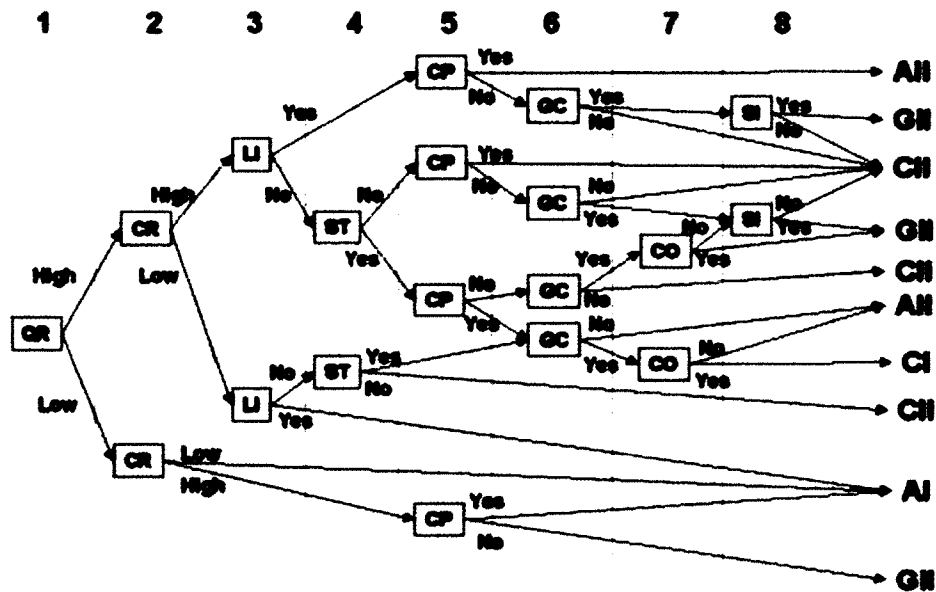 1 2 3 4 5 6 7 8
CP Yes AII
No GC Yes SI Yes GII
No No
Yes
LI CP Yes CII
High No No No No No
CR ST GC Yes SI Yes GII
High Low Yes No
CO Yes
Yes
CP No GC No CII
QR Yes GC No AII
Yes
Low No ST Yes CO No CI
Yes
LI No CII
Yes
CR Low AI
High
CP Yes
No
GII